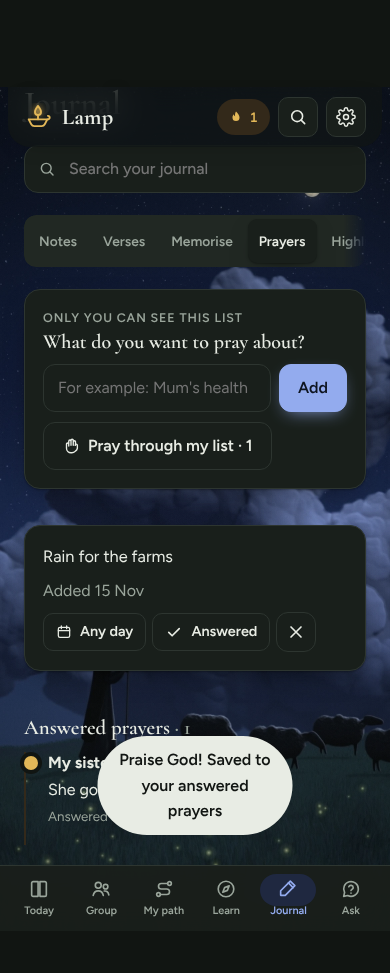 Journal
Lamp
1
Search your journal
Notes Verses Memorise Prayers Highl
ONLY YOU CAN SEE THIS LIST
What do you want to pray about?
For example: Mum's health
Add
Pray through my list · 1
Rain for the farms
Added 15 Nov
Any day
Answered
Answered prayers · 1
My siste
She go
Answered
Praise God! Saved to
your answered
prayers
Today Group My path Learn Journal Ask